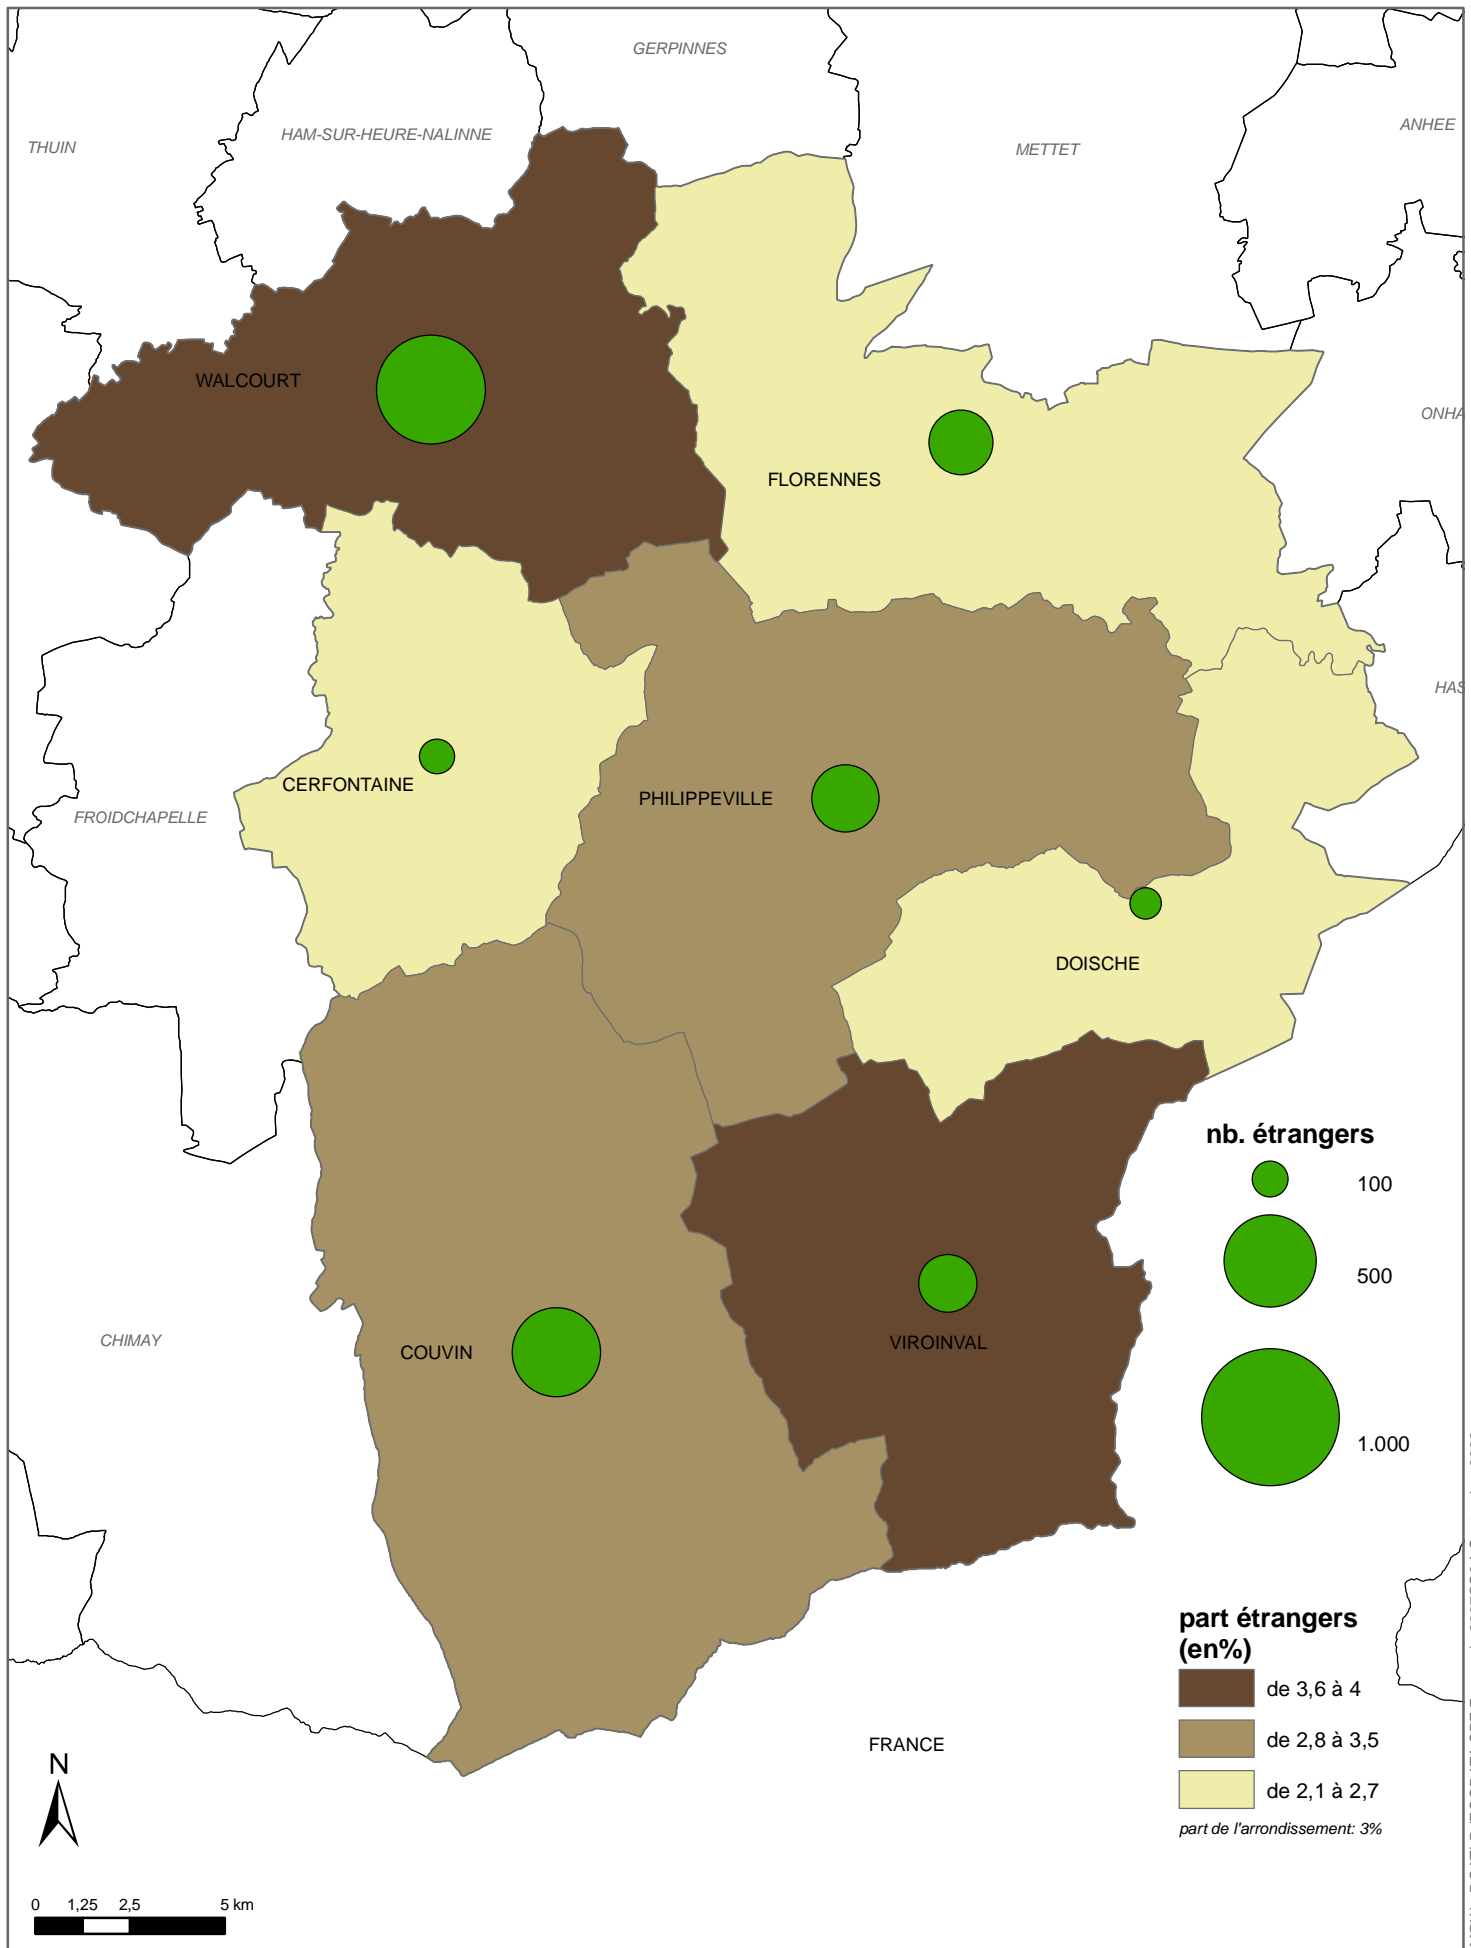 GERPINNES
HAM-SUR-HEURE-NALINNE
THUIN
METTET
ANHEE
WALCOURT
ONHA
FLORENNES
HAS
CERFONTAINE
PHILIPPEVILLE
FROIDCHAPELLE
DOISCHE
nb. étrangers
100
500
1.000
CHIMAY
COUVIN
VIROINVAL
part étrangers
(en%)
de 3,6 à 4
de 2,8 à 3,5
de 2,1 à 2,7
part de l'arrondissement: 3%
FRANCE
N
0 1,25 2,5 5 km